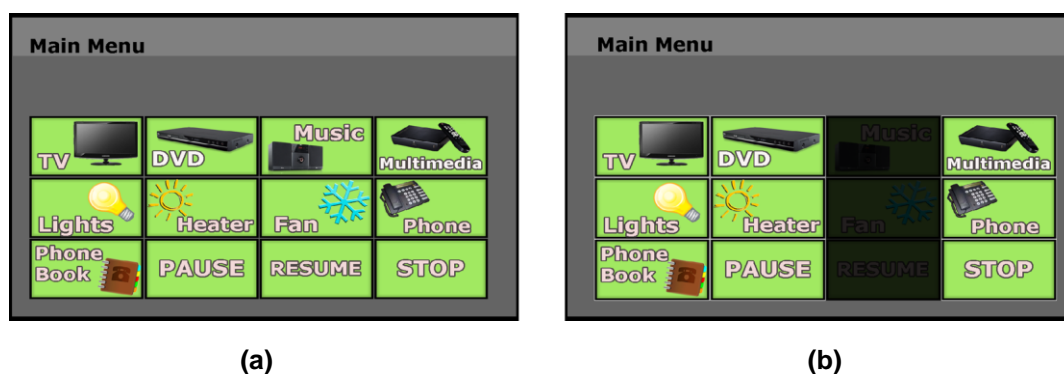 Main Menu
TV
DVD
Music
Multimedia
Lights
Heater
Fan
Phone
Phone
Book
PAUSE
RESUME
STOP
(a)
Main Menu
TV
DVD
Music
Multimedia
Lights
Heater
Fan
Phone
Phone
Book
PAUSE
RESUME
STOP
(b)